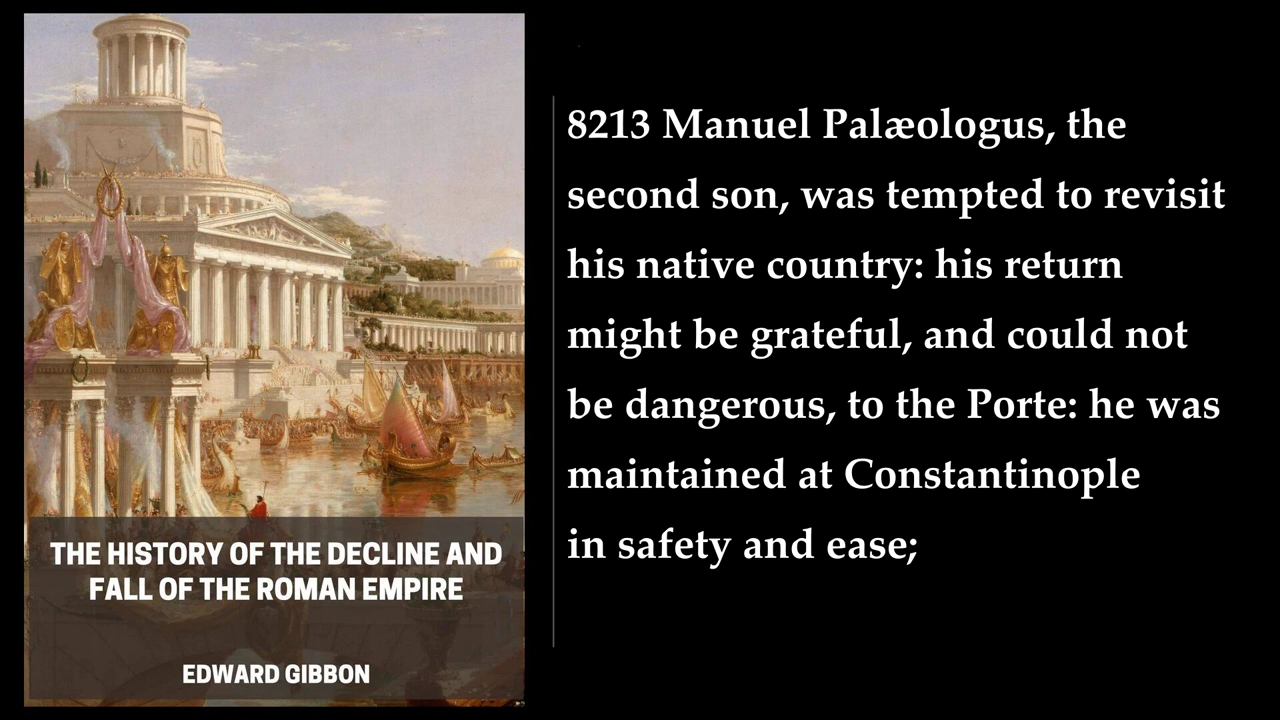 THE HISTORY OF THE DECLINE AND
FALL OF THE ROMAN EMPIRE
EDWARD GIBBON
8213 Manuel Palæologus, the
second son, was tempted to revisit
his native country: his return
might be grateful, and could not
be dangerous, to the Porte: he was
maintained at Constantinople
in safety and ease;